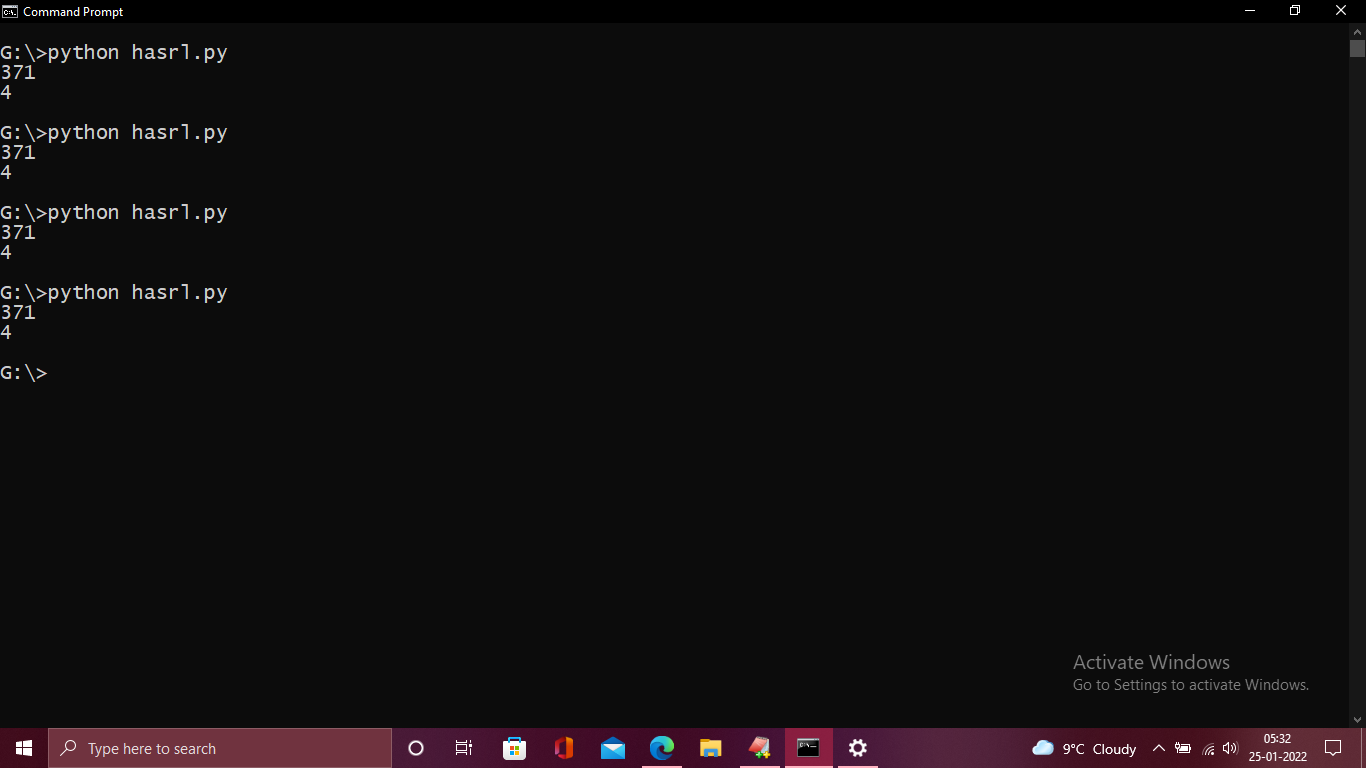 Command Prompt
G:\>python hasrl.py
371
4
G:\>python hasrl.py
371
4
G:\>python hasrl.py
371
4
G:\>python hasrl.py
371
4
G:\>
Activate Windows
Go to Settings to activate Windows.
Type here to search
9°C Cloudy
05:32
25-01-2022